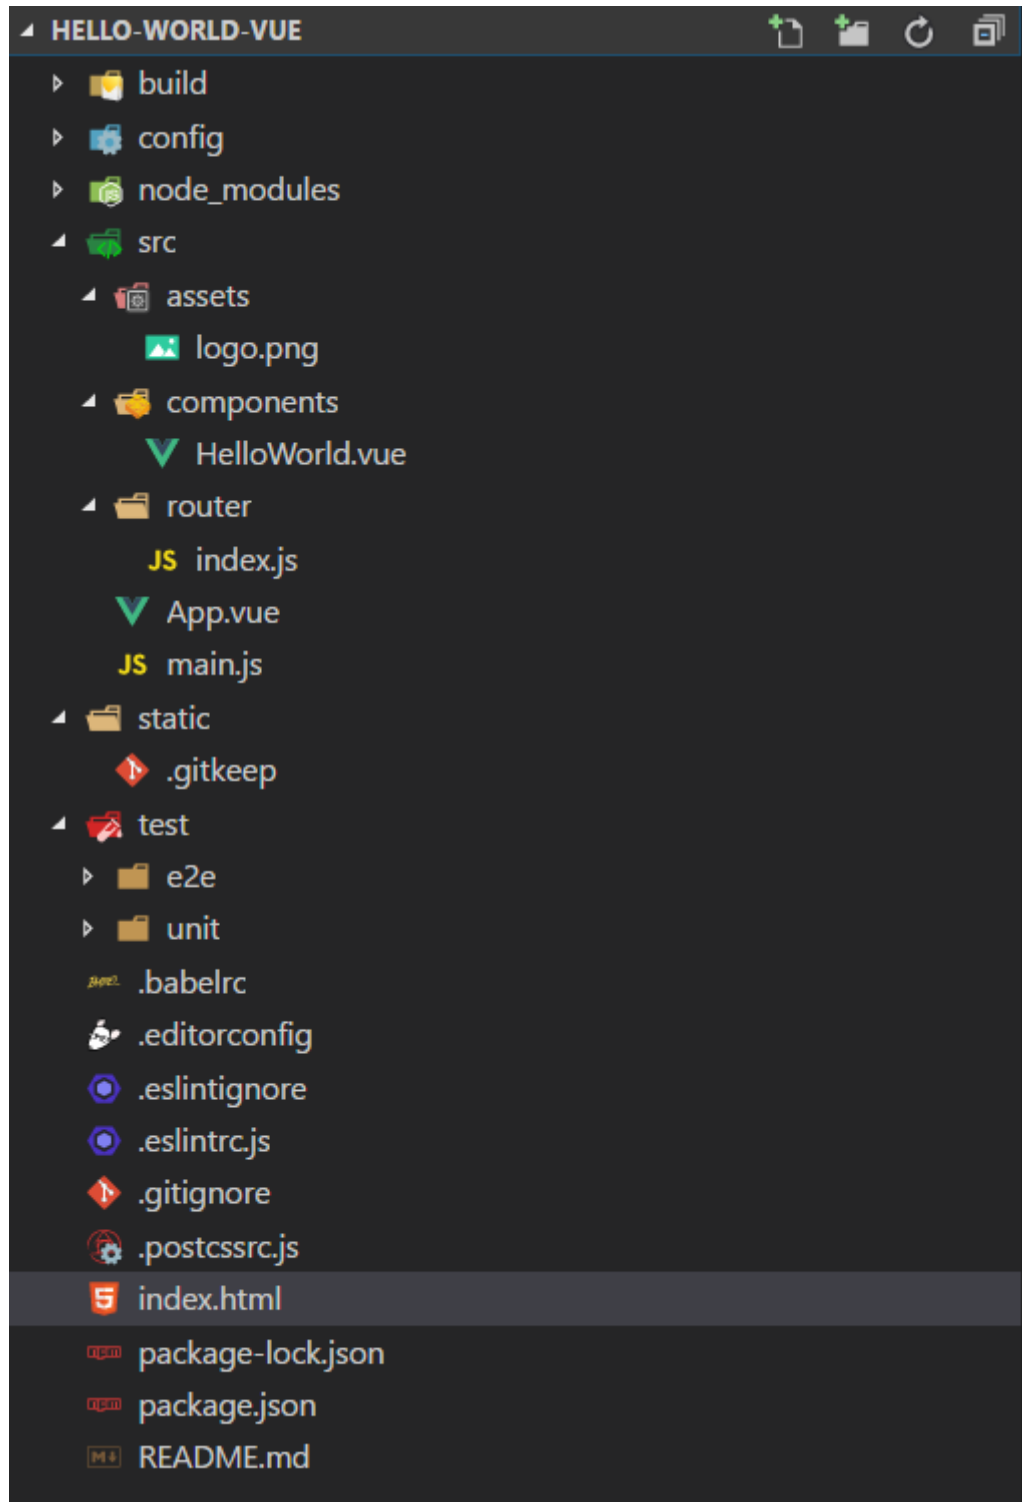 HELLO-WORLD-VUE
build
config
node_modules
src
assets
logo.png
components
HelloWorld.vue
router
JS index.js
App.vue
JS main.js
static
.gitkeep
test
e2e
unit
.babelrc
.editorconfig
.eslintignore
.eslintrc.js
.gitignore
.postcssrc.js
index.html
package-lock.json
package.json
README.md